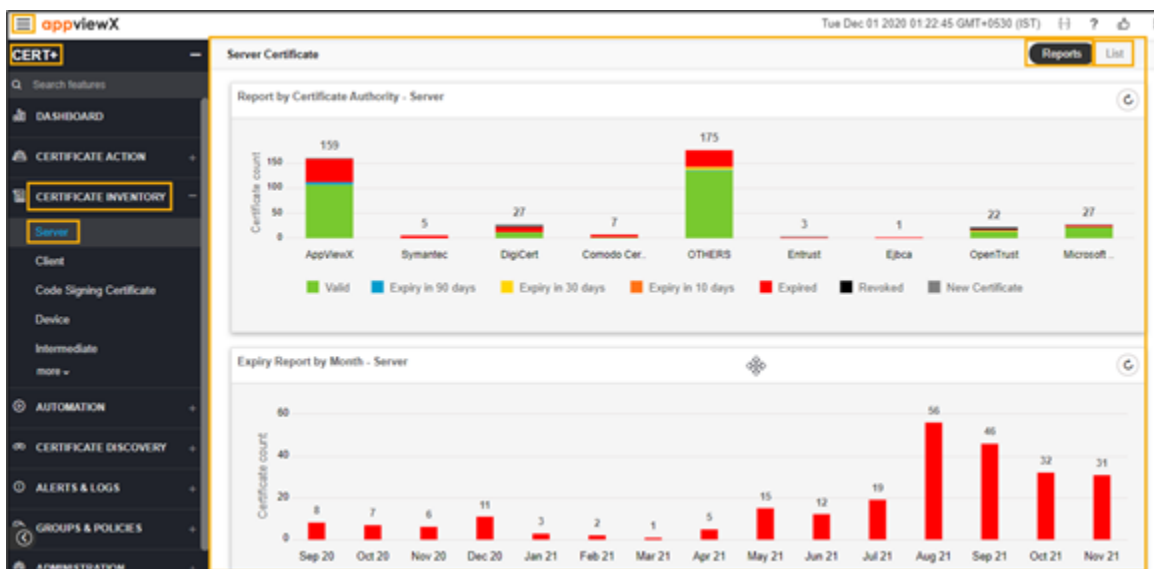 appviewX
Tue Dec 01 2020 01:22:45 GMT+0530 (IST) [-] ?
CERT+ −
Server Certificate
Reports List
Search features
DASHBOARD
CERTIFICATE ACTION +
CERTIFICATE INVENTORY −
Server
Client
Code Signing Certificate
Device
Intermediate
more
AUTOMATION +
CERTIFICATE DISCOVERY +
ALERTS & LOGS +
GROUPS & POLICIES +
ADMINISTRATION +
Report by Certificate Authority - Server
Certificate count
150
100
50
0
159 5 27 7 175 3 1 22 27
AppViewX Symantec DigiCert Comodo Cer.. OTHERS Entrust Ejbca OpenTrust Microsoft ..
Valid Expiry in 90 days Expiry in 30 days Expiry in 10 days Expired Revoked New Certificate
Expiry Report by Month - Server
Certificate count
60
40
20
0
8 7 6 11 3 2 1 5 15 12 19 56 46 32 31
Sep 20 Oct 20 Nov 20 Dec 20 Jan 21 Feb 21 Mar 21 Apr 21 May 21 Jun 21 Jul 21 Aug 21 Sep 21 Oct 21 Nov 21